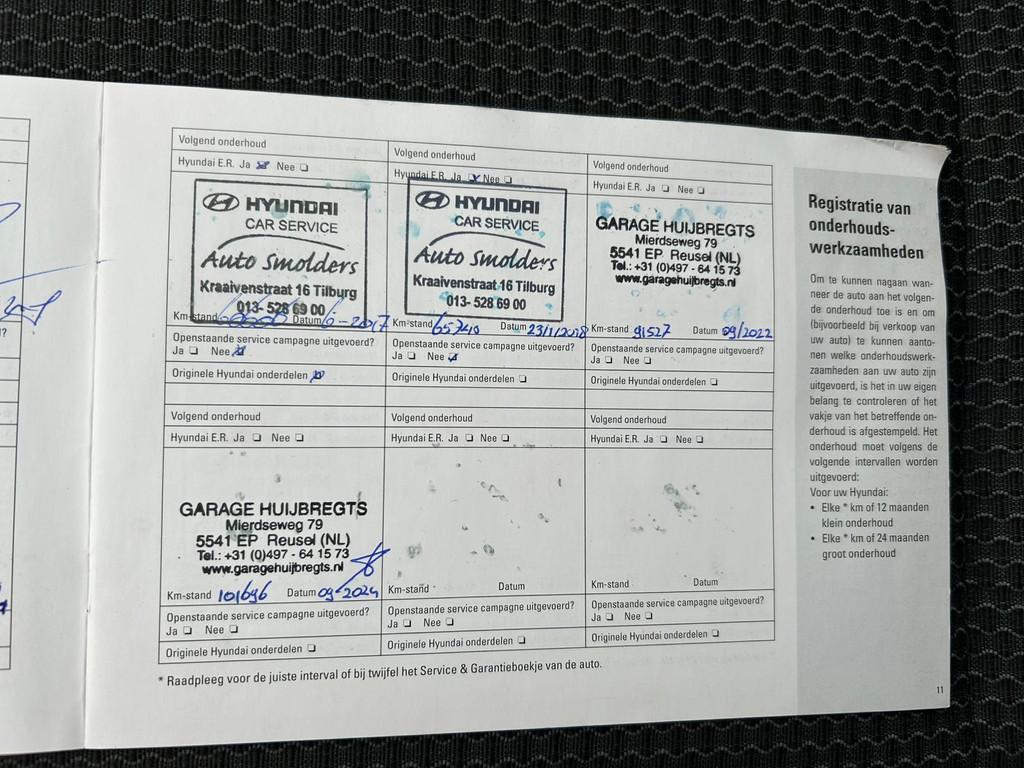 Volgend onderhoud
Hyundai E.R. Ja Nee
HYUNDAI
CAR SERVICE
Auto Smolders
Kraaivenstraat 16 Tilburg
013- 528 69 00
Km-stand Datum 6-2017
Openstaande service campagne uitgevoerd?
Ja Nee
Originele Hyundai onderdelen
Volgend onderhoud
Hyundai E.R. Ja Nee
HYUNDAI
CAR SERVICE
Auto Smolders
Kraaivenstraat 16 Tilburg
013- 528 69 00
Km-stand 65740 Datum 23/1/2018
Openstaande service campagne uitgevoerd?
Ja Nee
Originele Hyundai onderdelen
Volgend onderhoud
Hyundai E.R. Ja Nee
GARAGE HUIJBREGTS
Mierdseweg 79
5541 EP Reusel (NL)
Tel.: +31 (0)497 - 64 15 73
www.garagehuijbregts.nl
Km-stand 91527 Datum 09/2022
Openstaande service campagne uitgevoerd?
Ja Nee
Originele Hyundai onderdelen
Volgend onderhoud
Hyundai E.R. Ja Nee
GARAGE HUIJBREGTS
Mierdseweg 79
5541 EP Reusel (NL)
Tel.: +31 (0)497 - 64 15 73
www.garagehuijbregts.nl
Km-stand 101696 Datum 09-2024
Openstaande service campagne uitgevoerd?
Ja Nee
Originele Hyundai onderdelen
Volgend onderhoud
Hyundai E.R. Ja Nee
Km-stand Datum
Openstaande service campagne uitgevoerd?
Ja Nee
Originele Hyundai onderdelen
Volgend onderhoud
Hyundai E.R. Ja Nee
Km-stand Datum
Openstaande service campagne uitgevoerd?
Ja Nee
Originele Hyundai onderdelen
* Raadpleeg voor de juiste interval of bij twijfel het Service & Garantieboekje van de auto.
Registratie van
onderhouds-
werkzaamheden
Om te kunnen nagaan wan-
neer de auto aan het volgen-
de onderhoud toe is en om
(bijvoorbeeld bij verkoop van
uw auto) te kunnen aanto-
nen welke onderhoudswerk-
zaamheden aan uw auto zijn
uitgevoerd, is het in uw eigen
belang te controleren of het
vakje van het betreffende on-
derhoud is afgestempeld. Het
onderhoud moet volgens de
volgende intervallen worden
uitgevoerd:
Voor uw Hyundai:
• Elke * km of 12 maanden
klein onderhoud
• Elke * km of 24 maanden
groot onderhoud
11